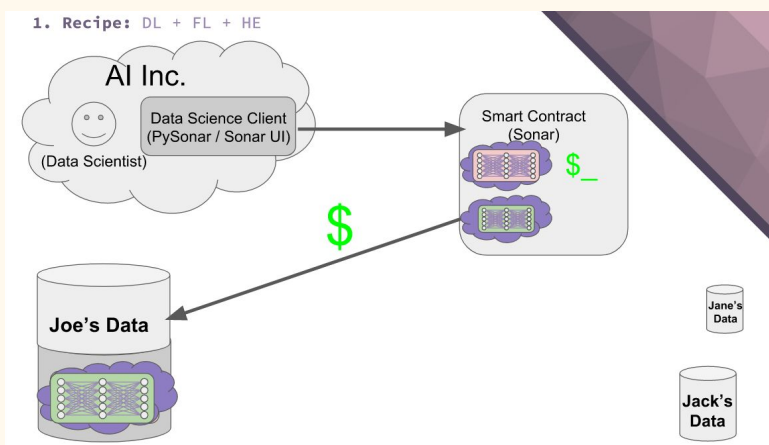 1. Recipe: DL + FL + HE
AI Inc.
Data Science Client
(PySonar / Sonar UI)
(Data Scientist)
Smart Contract
(Sonar)
$_
$
Joe's Data
Jane's
Data
Jack's
Data